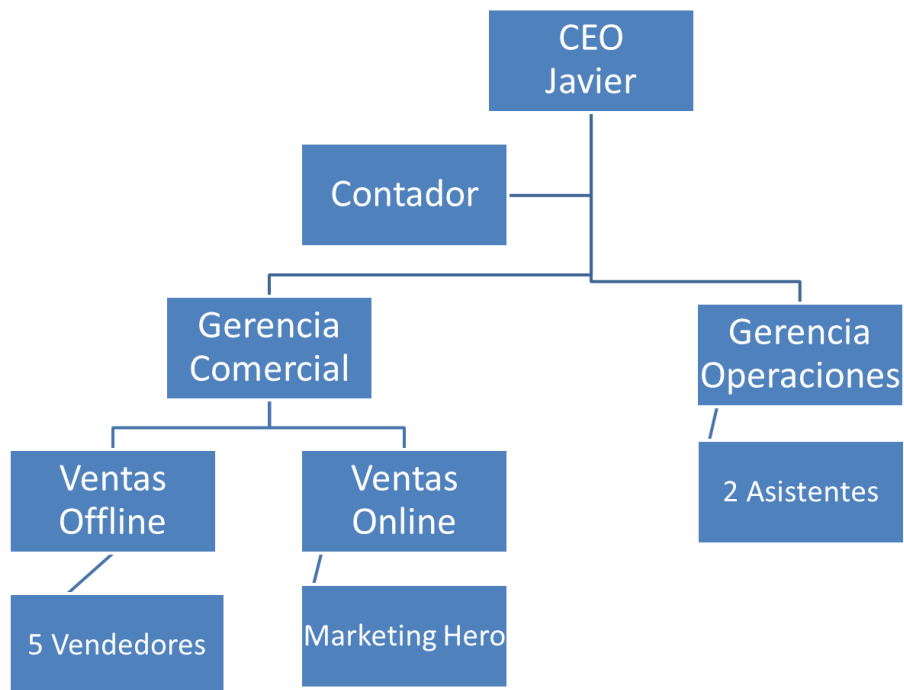 CEO
Javier
Contador
Gerencia
Comercial
Gerencia
Operaciones
Ventas
Offline
Ventas
Online
2 Asistentes
5 Vendedores
Marketing Hero